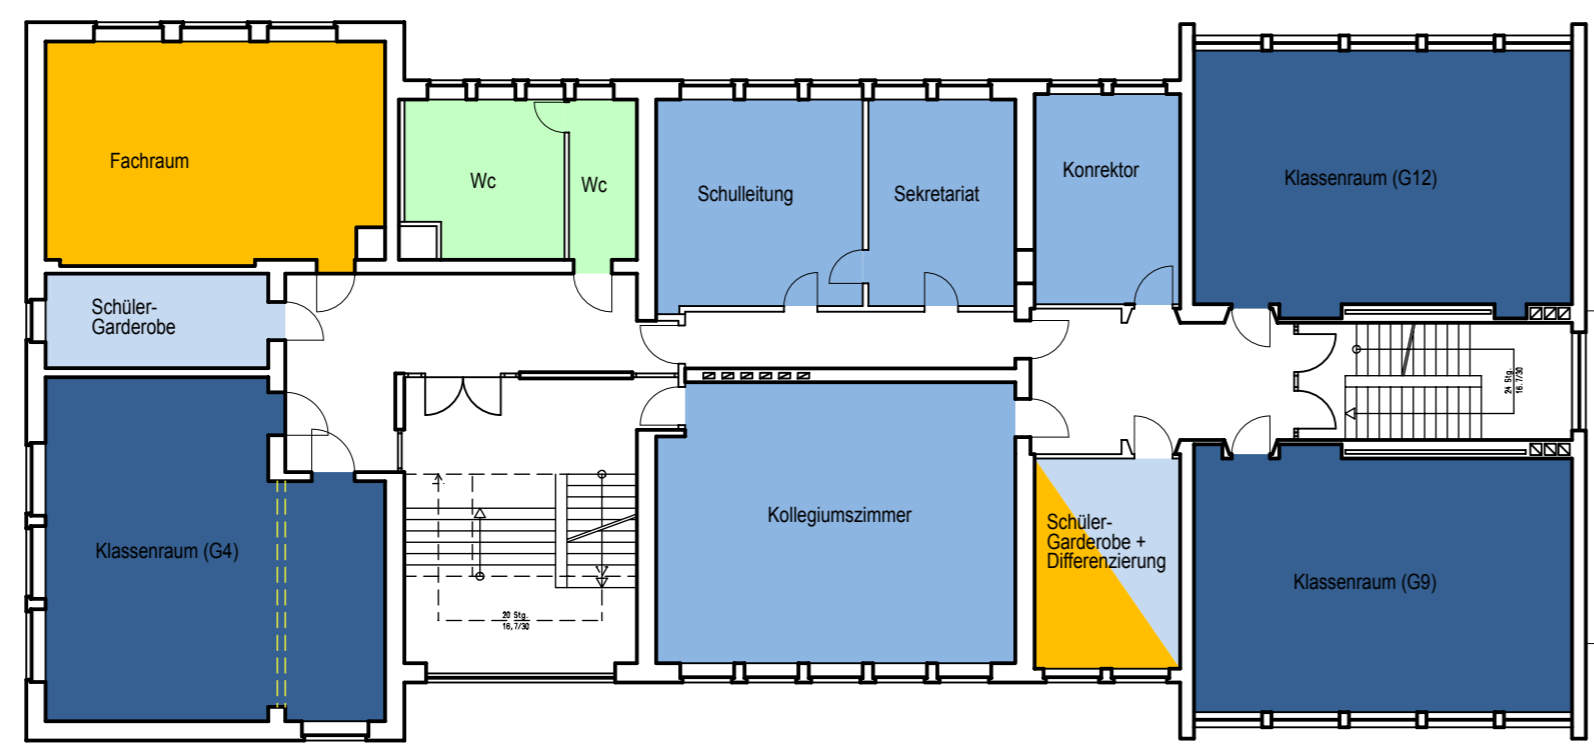 Fachraum
Wc
Wc
Schulleitung
Sekretariat
Konrektor
Klassenraum (G12)
Schüler-
Garderobe
24 Stg.
16.7/30
Klassenraum (G4)
20 Stg.
16,7/30
Kollegiumszimmer
Schüler-
Garderobe +
Differenzierung
Klassenraum (G9)